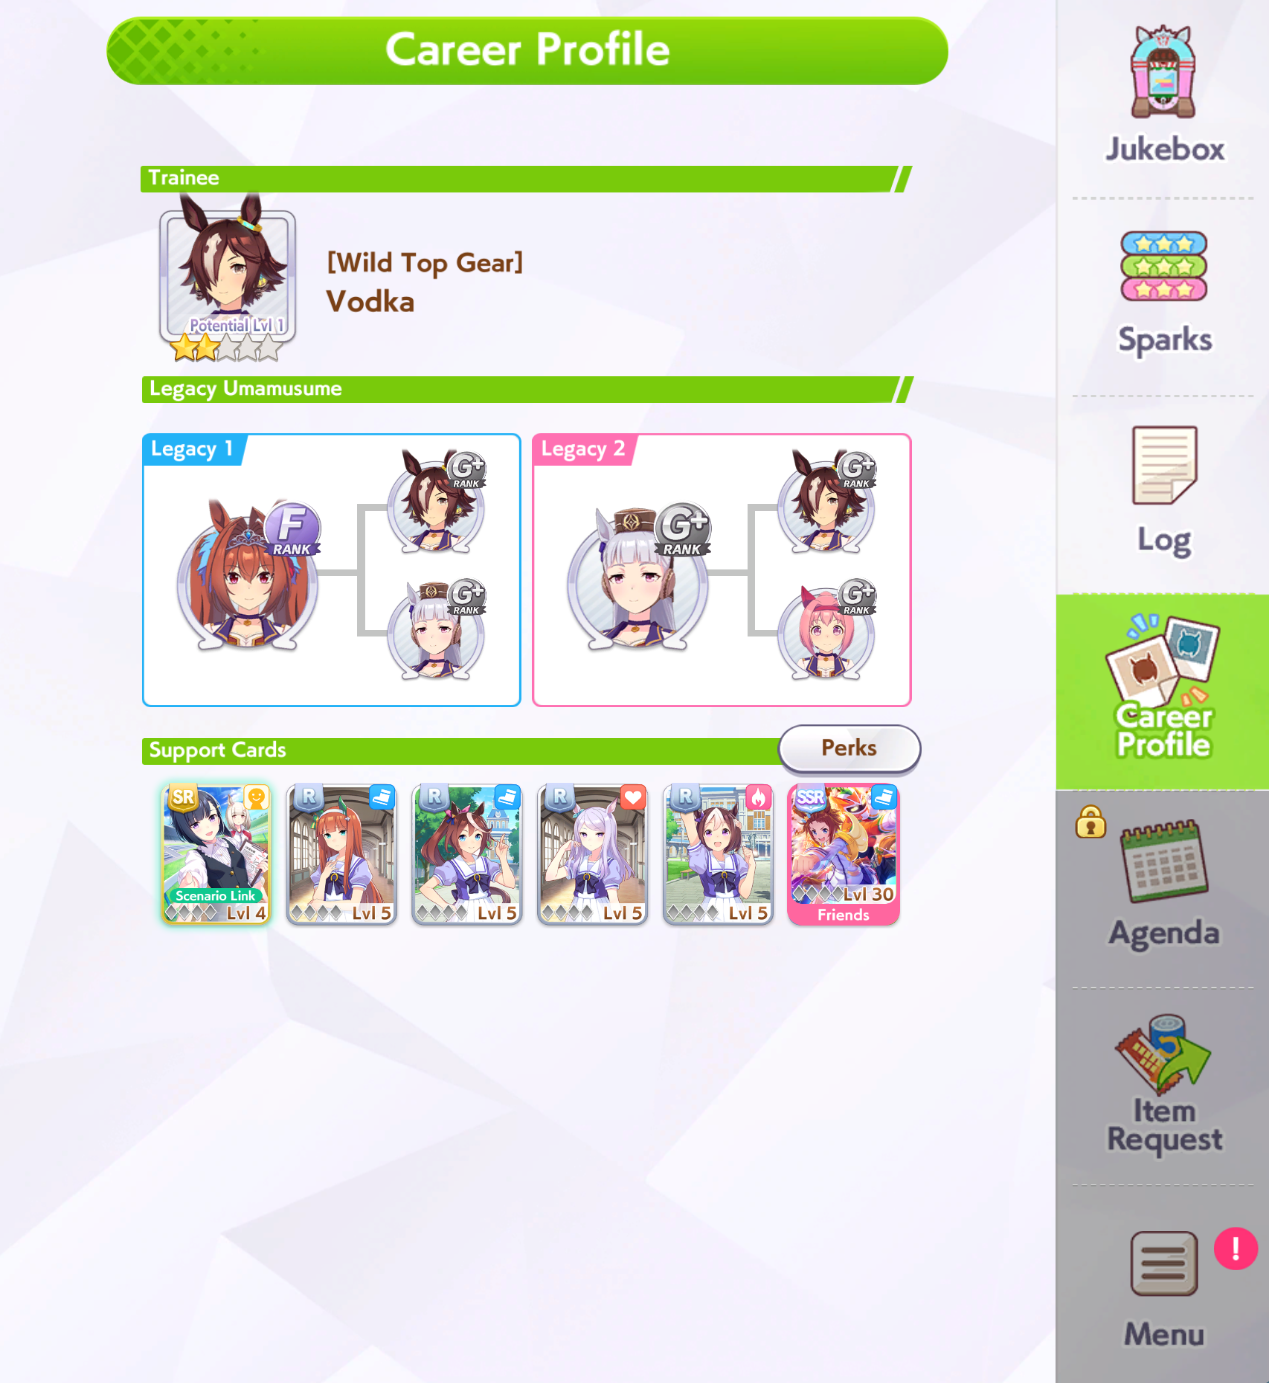 Career Profile
Trainee
[Wild Top Gear]
Vodka
Potential Lvl 1
Legacy Umamusume
Legacy 1
F
RANK
G+
RANK
G+
RANK
Legacy 2
G+
RANK
G+
RANK
G+
RANK
Support Cards
Perks
SR
Scenario Link
Lvl 4
R
Lvl 5
R
Lvl 5
R
Lvl 5
R
Lvl 5
SSR
Lvl 30
Friends
Jukebox
Sparks
Log
Career
Profile
Agenda
Item
Request
!
Menu